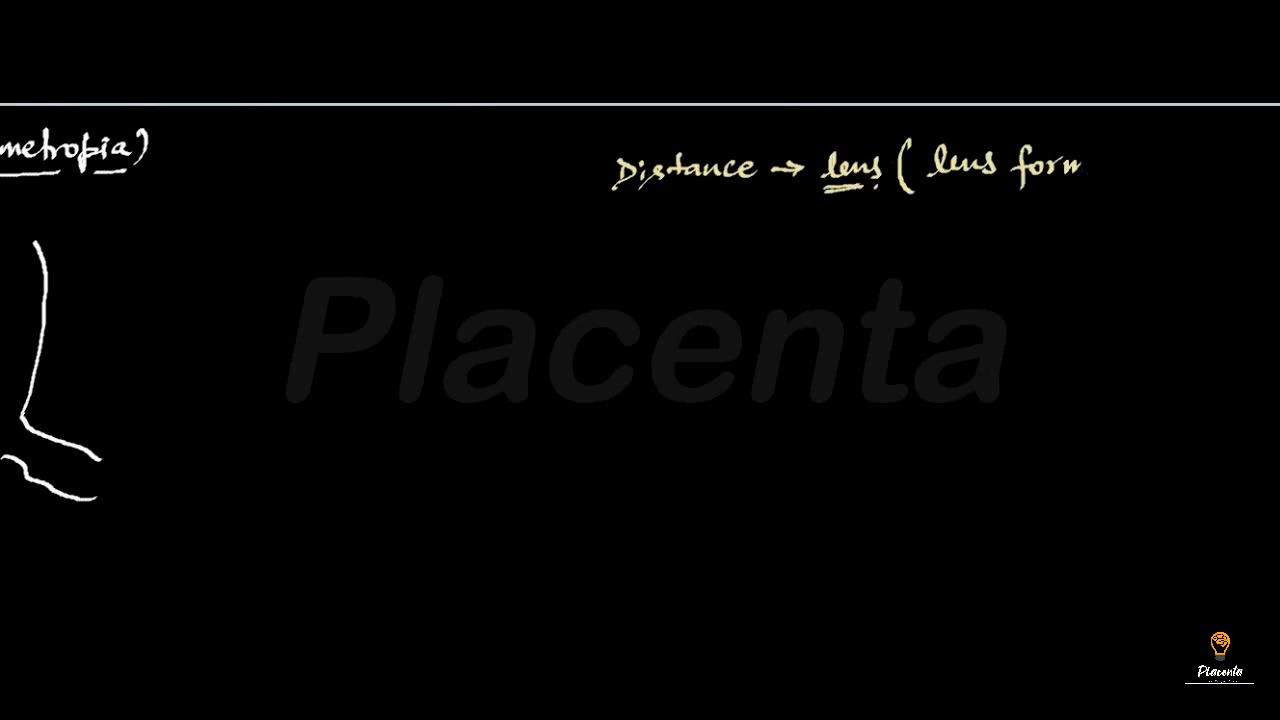 metropia)
Distance → lens ( lens form
Placenta
Placenta